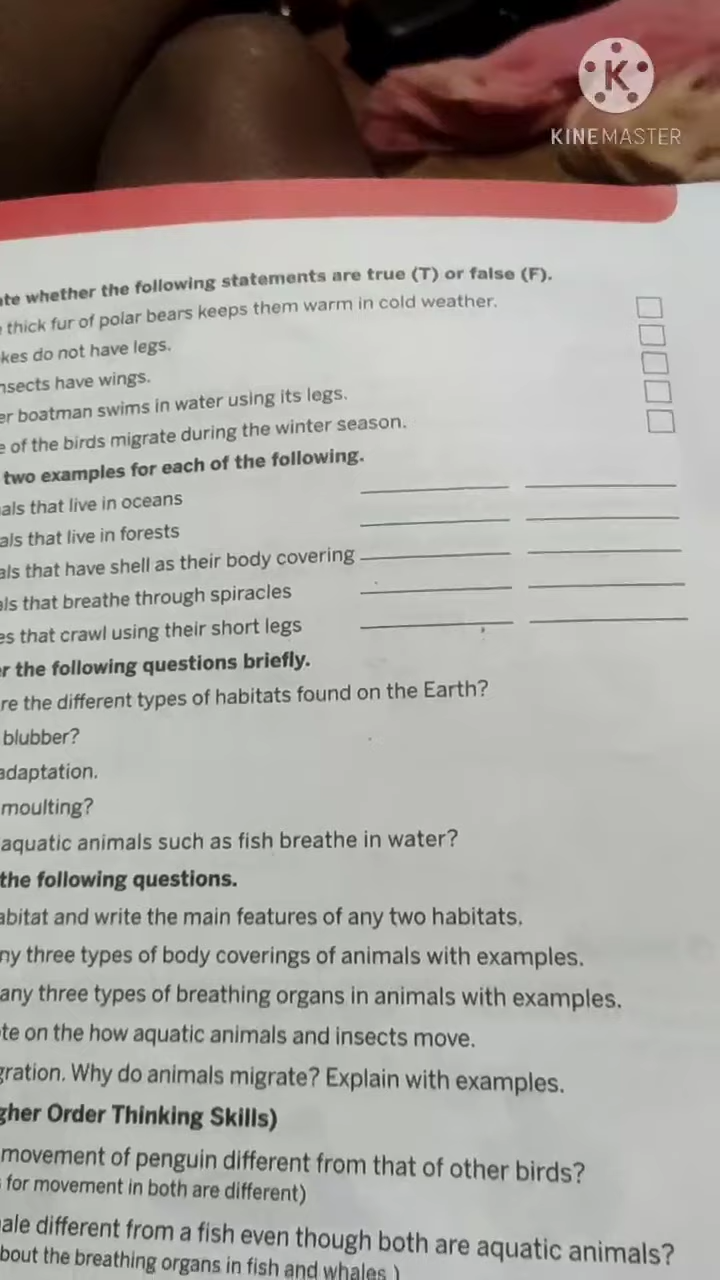 KINEMASTER
ate whether the following statements are true (T) or false (F).
thick fur of polar bears keeps them warm in cold weather.
kes do not have legs.
nsects have wings.
er boatman swims in water using its legs.
e of the birds migrate during the winter season.
two examples for each of the following.
als that live in oceans
als that live in forests
als that have shell as their body covering
als that breathe through spiracles
es that crawl using their short legs
r the following questions briefly.
re the different types of habitats found on the Earth?
blubber?
adaptation.
moulting?
aquatic animals such as fish breathe in water?
the following questions.
abitat and write the main features of any two habitats.
ny three types of body coverings of animals with examples.
any three types of breathing organs in animals with examples.
te on the how aquatic animals and insects move.
gration. Why do animals migrate? Explain with examples.
gher Order Thinking Skills)
movement of penguin different from that of other birds?
for movement in both are different)
ale different from a fish even though both are aquatic animals?
bout the breathing organs in fish and whales )